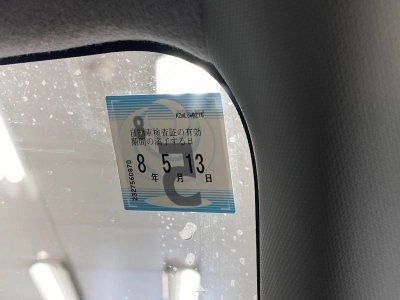 自動車検査証の有効
期間の満了する日
8 5 13
年 月 日
2327560870